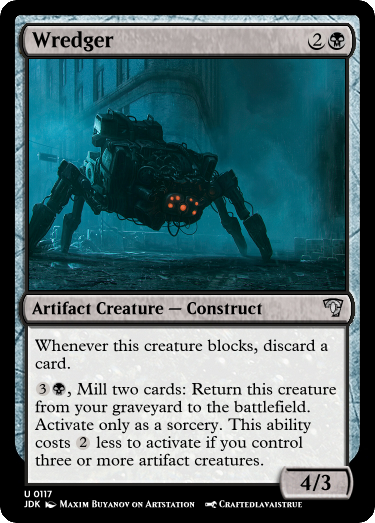 Wredger 2
Artifact Creature — Construct
Whenever this creature blocks, discard a
card.
3, Mill two cards: Return this creature
from your graveyard to the battlefield.
Activate only as a sorcery. This ability
costs 2 less to activate if you control
three or more artifact creatures.
4/3
U 0117
JDK Maxim Buyanov on Artstation Craftedlavaistrue